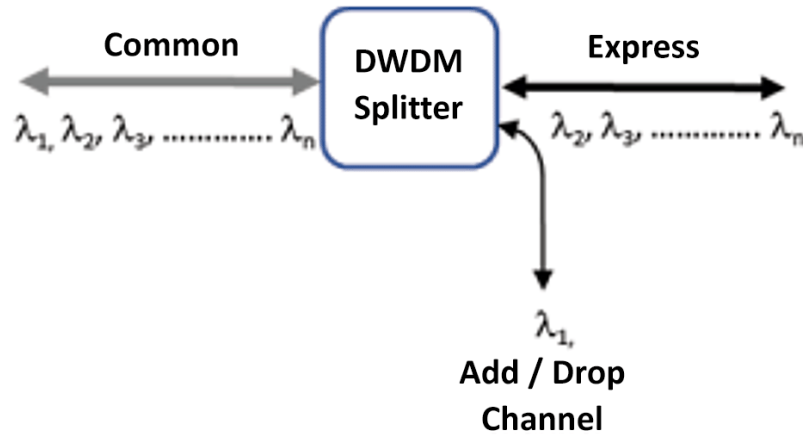 Common
DWDM
Splitter
Express
λ1, λ2, λ3, ............. λn
λ2, λ3, ............. λn
λ1,
Add / Drop
Channel